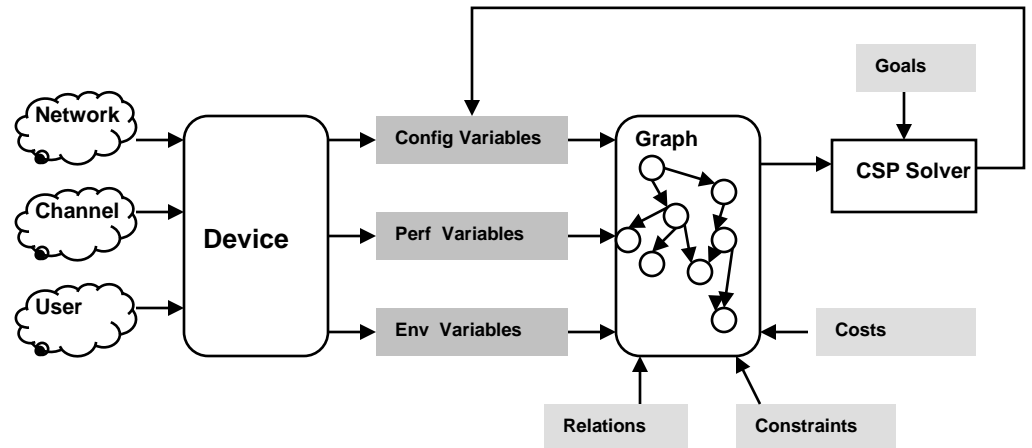 Goals
Network
Config Variables
Graph
CSP Solver
Channel
Device
Perf Variables
User
Env Variables
Costs
Relations
Constraints